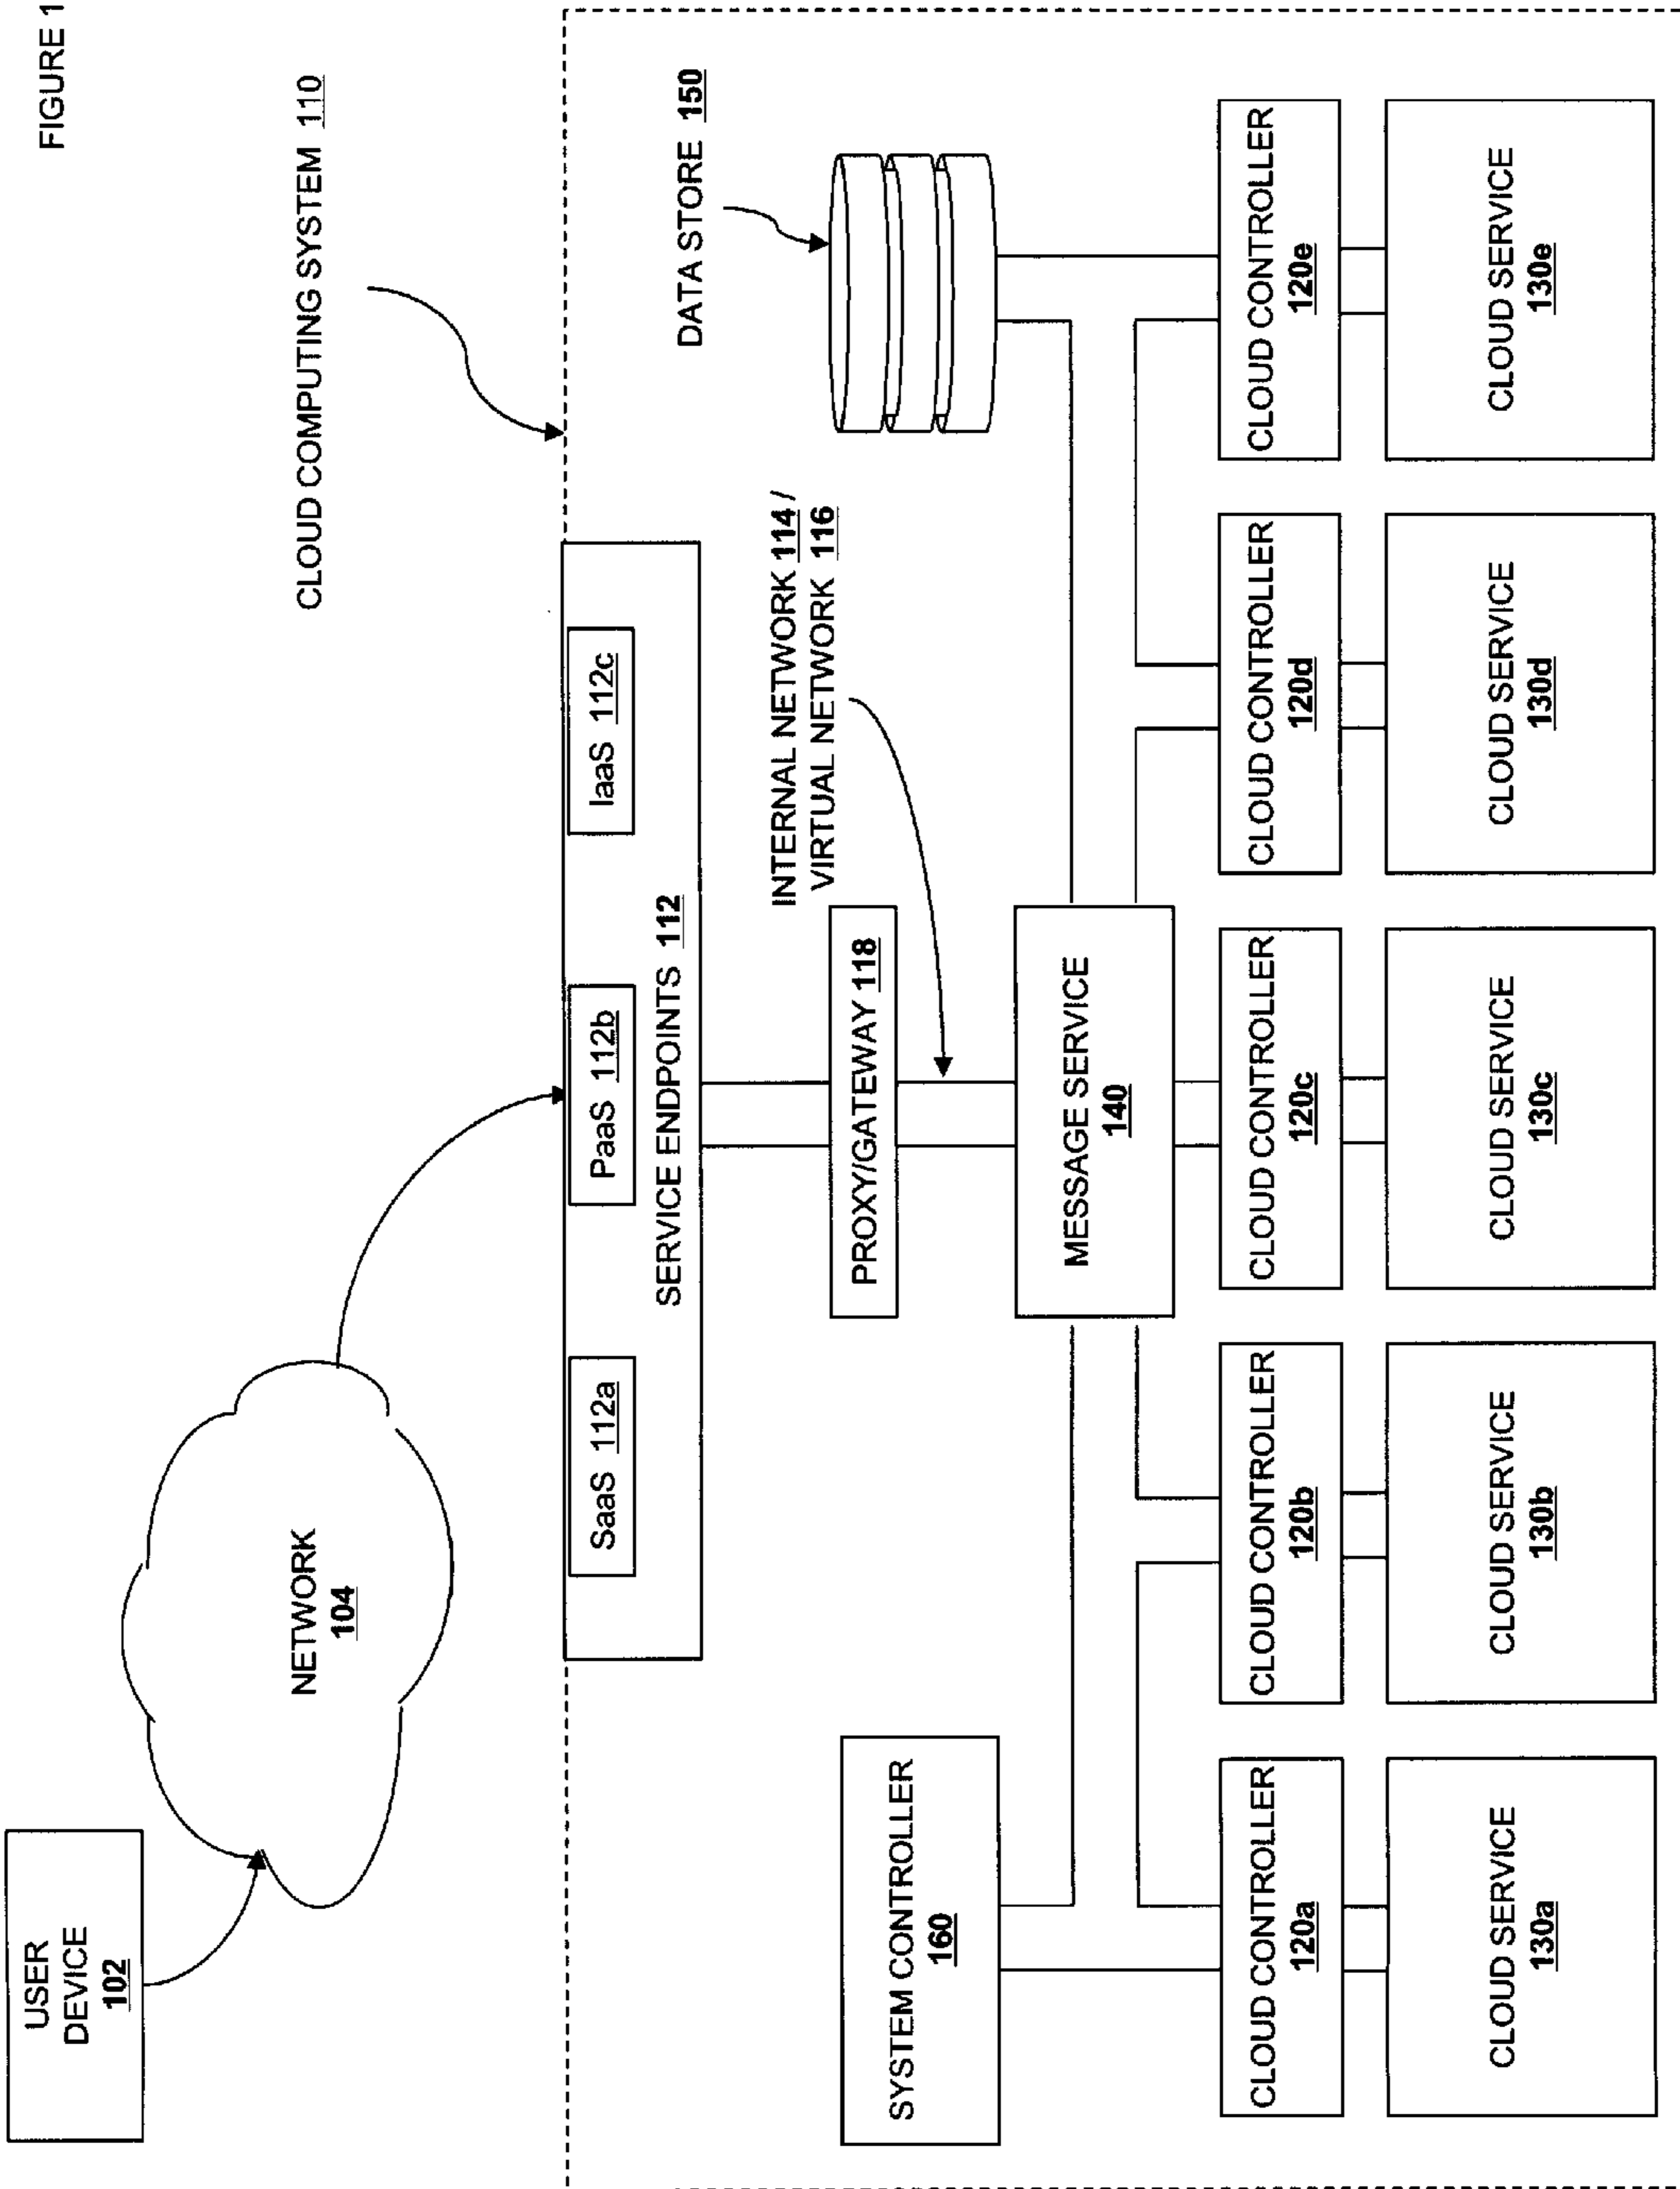 FIGURE 1
USER
DEVICE
102
NETWORK
104
CLOUD COMPUTING SYSTEM 110
SaaS 112a
PaaS 112b
IaaS 112c
SERVICE ENDPOINTS 112
DATA STORE 150
INTERNAL NETWORK 114 /
VIRTUAL NETWORK 116
PROXY/GATEWAY 118
SYSTEM CONTROLLER
160
MESSAGE SERVICE
140
CLOUD CONTROLLER
120a
CLOUD CONTROLLER
120b
CLOUD CONTROLLER
120c
CLOUD CONTROLLER
120d
CLOUD CONTROLLER
120e
CLOUD SERVICE
130a
CLOUD SERVICE
130b
CLOUD SERVICE
130c
CLOUD SERVICE
130d
CLOUD SERVICE
130e